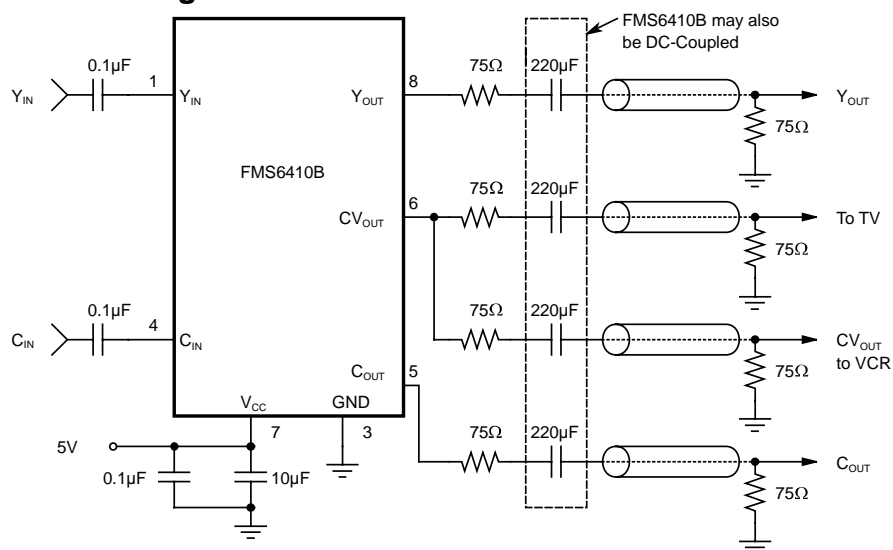 FMS6410B may also
be DC-Coupled
0.1µF
75Ω
220µF
Y_IN
1
Y_IN
Y_OUT
8
Y_OUT
75Ω
FMS6410B
75Ω
220µF
CV_OUT
6
To TV
75Ω
0.1µF
75Ω
220µF
C_IN
4
C_IN
CV_OUT
to VCR
C_OUT
5
75Ω
V_CC
GND
75Ω
220µF
5V
7
3
C_OUT
0.1µF
10µF
75Ω